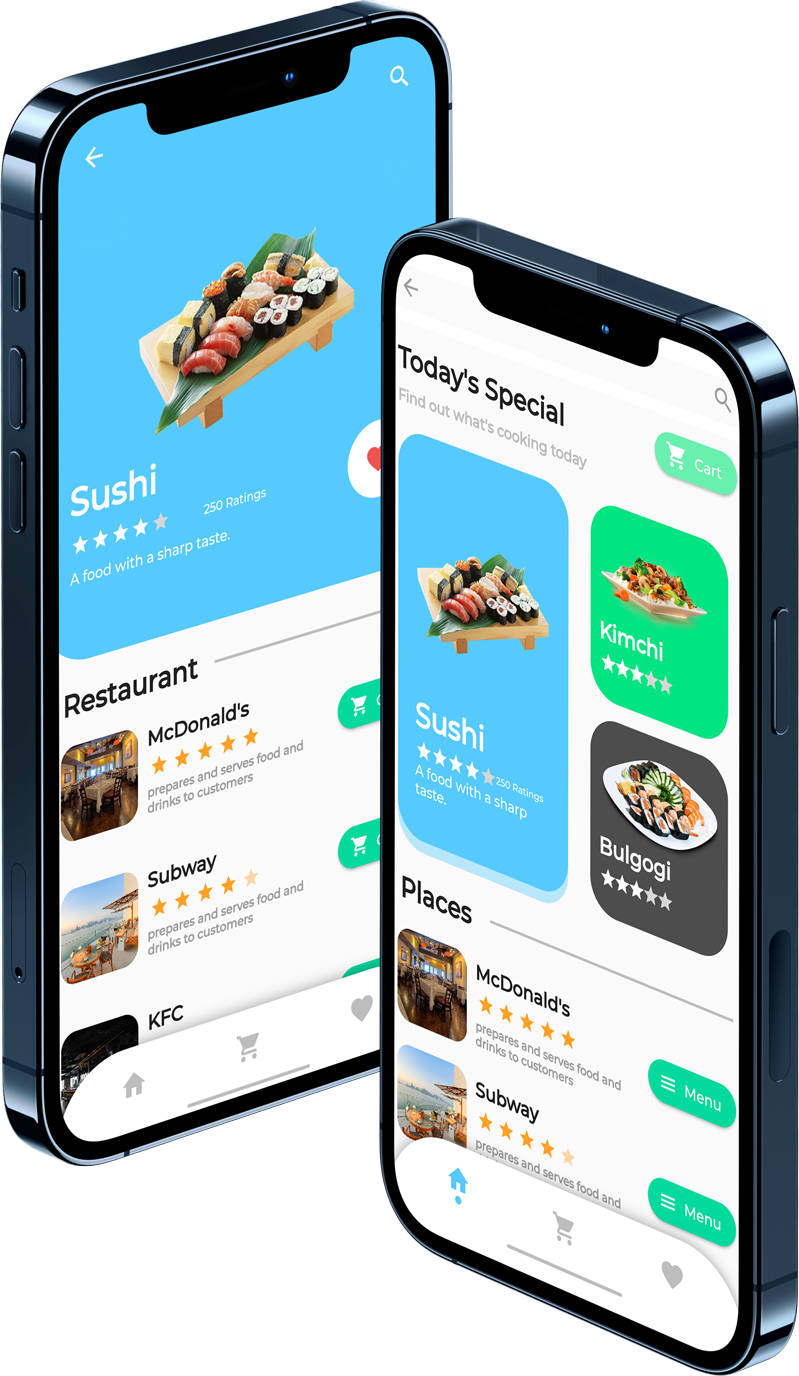 Sushi
250 Ratings
A food with a sharp taste.
Restaurant
McDonald's
prepares and serves food and
drinks to customers
Subway
prepares and serves food and
drinks to customers
KFC
Today's Special
Find out what's cooking today
Cart
Sushi
250 Ratings
A food with a sharp
taste.
Kimchi
Bulgogi
Places
McDonald's
prepares and serves food and
drinks to customers
Menu
Subway
prepares and serves food and
Menu